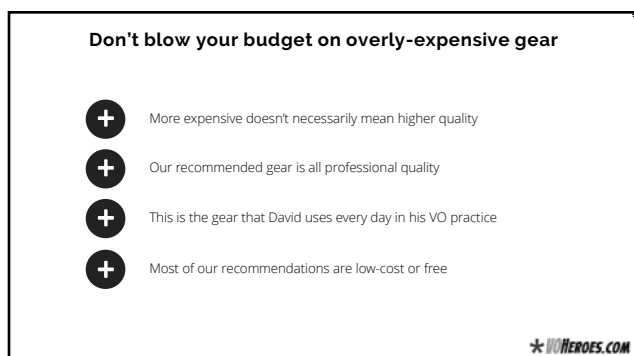 Don't blow your budget on overly-expensive gear
More expensive doesn't necessarily mean higher quality
Our recommended gear is all professional quality
This is the gear that David uses every day in his VO practice
Most of our recommendations are low-cost or free
VOHEROES.COM